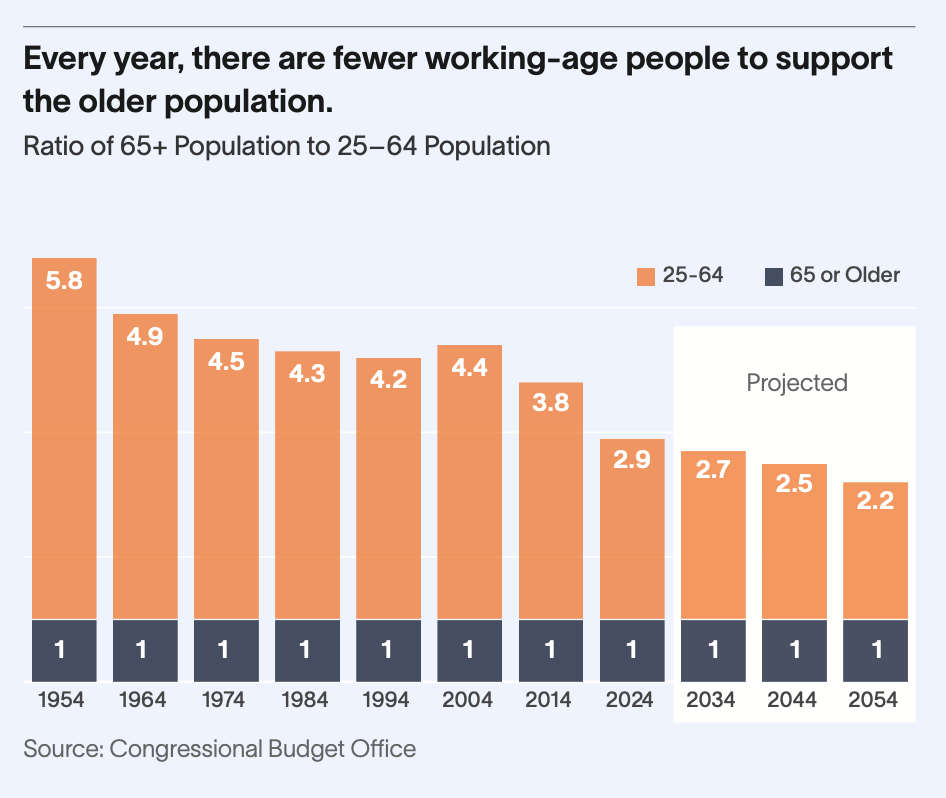 Every year, there are fewer working-age people to support
the older population.
Ratio of 65+ Population to 25–64 Population
25-64
65 or Older
Projected
5.8
4.9
4.5
4.3
4.2
4.4
3.8
2.9
2.7
2.5
2.2
1 1 1 1 1 1 1 1 1 1 1
1954 1964 1974 1984 1994 2004 2014 2024 2034 2044 2054
Source: Congressional Budget Office